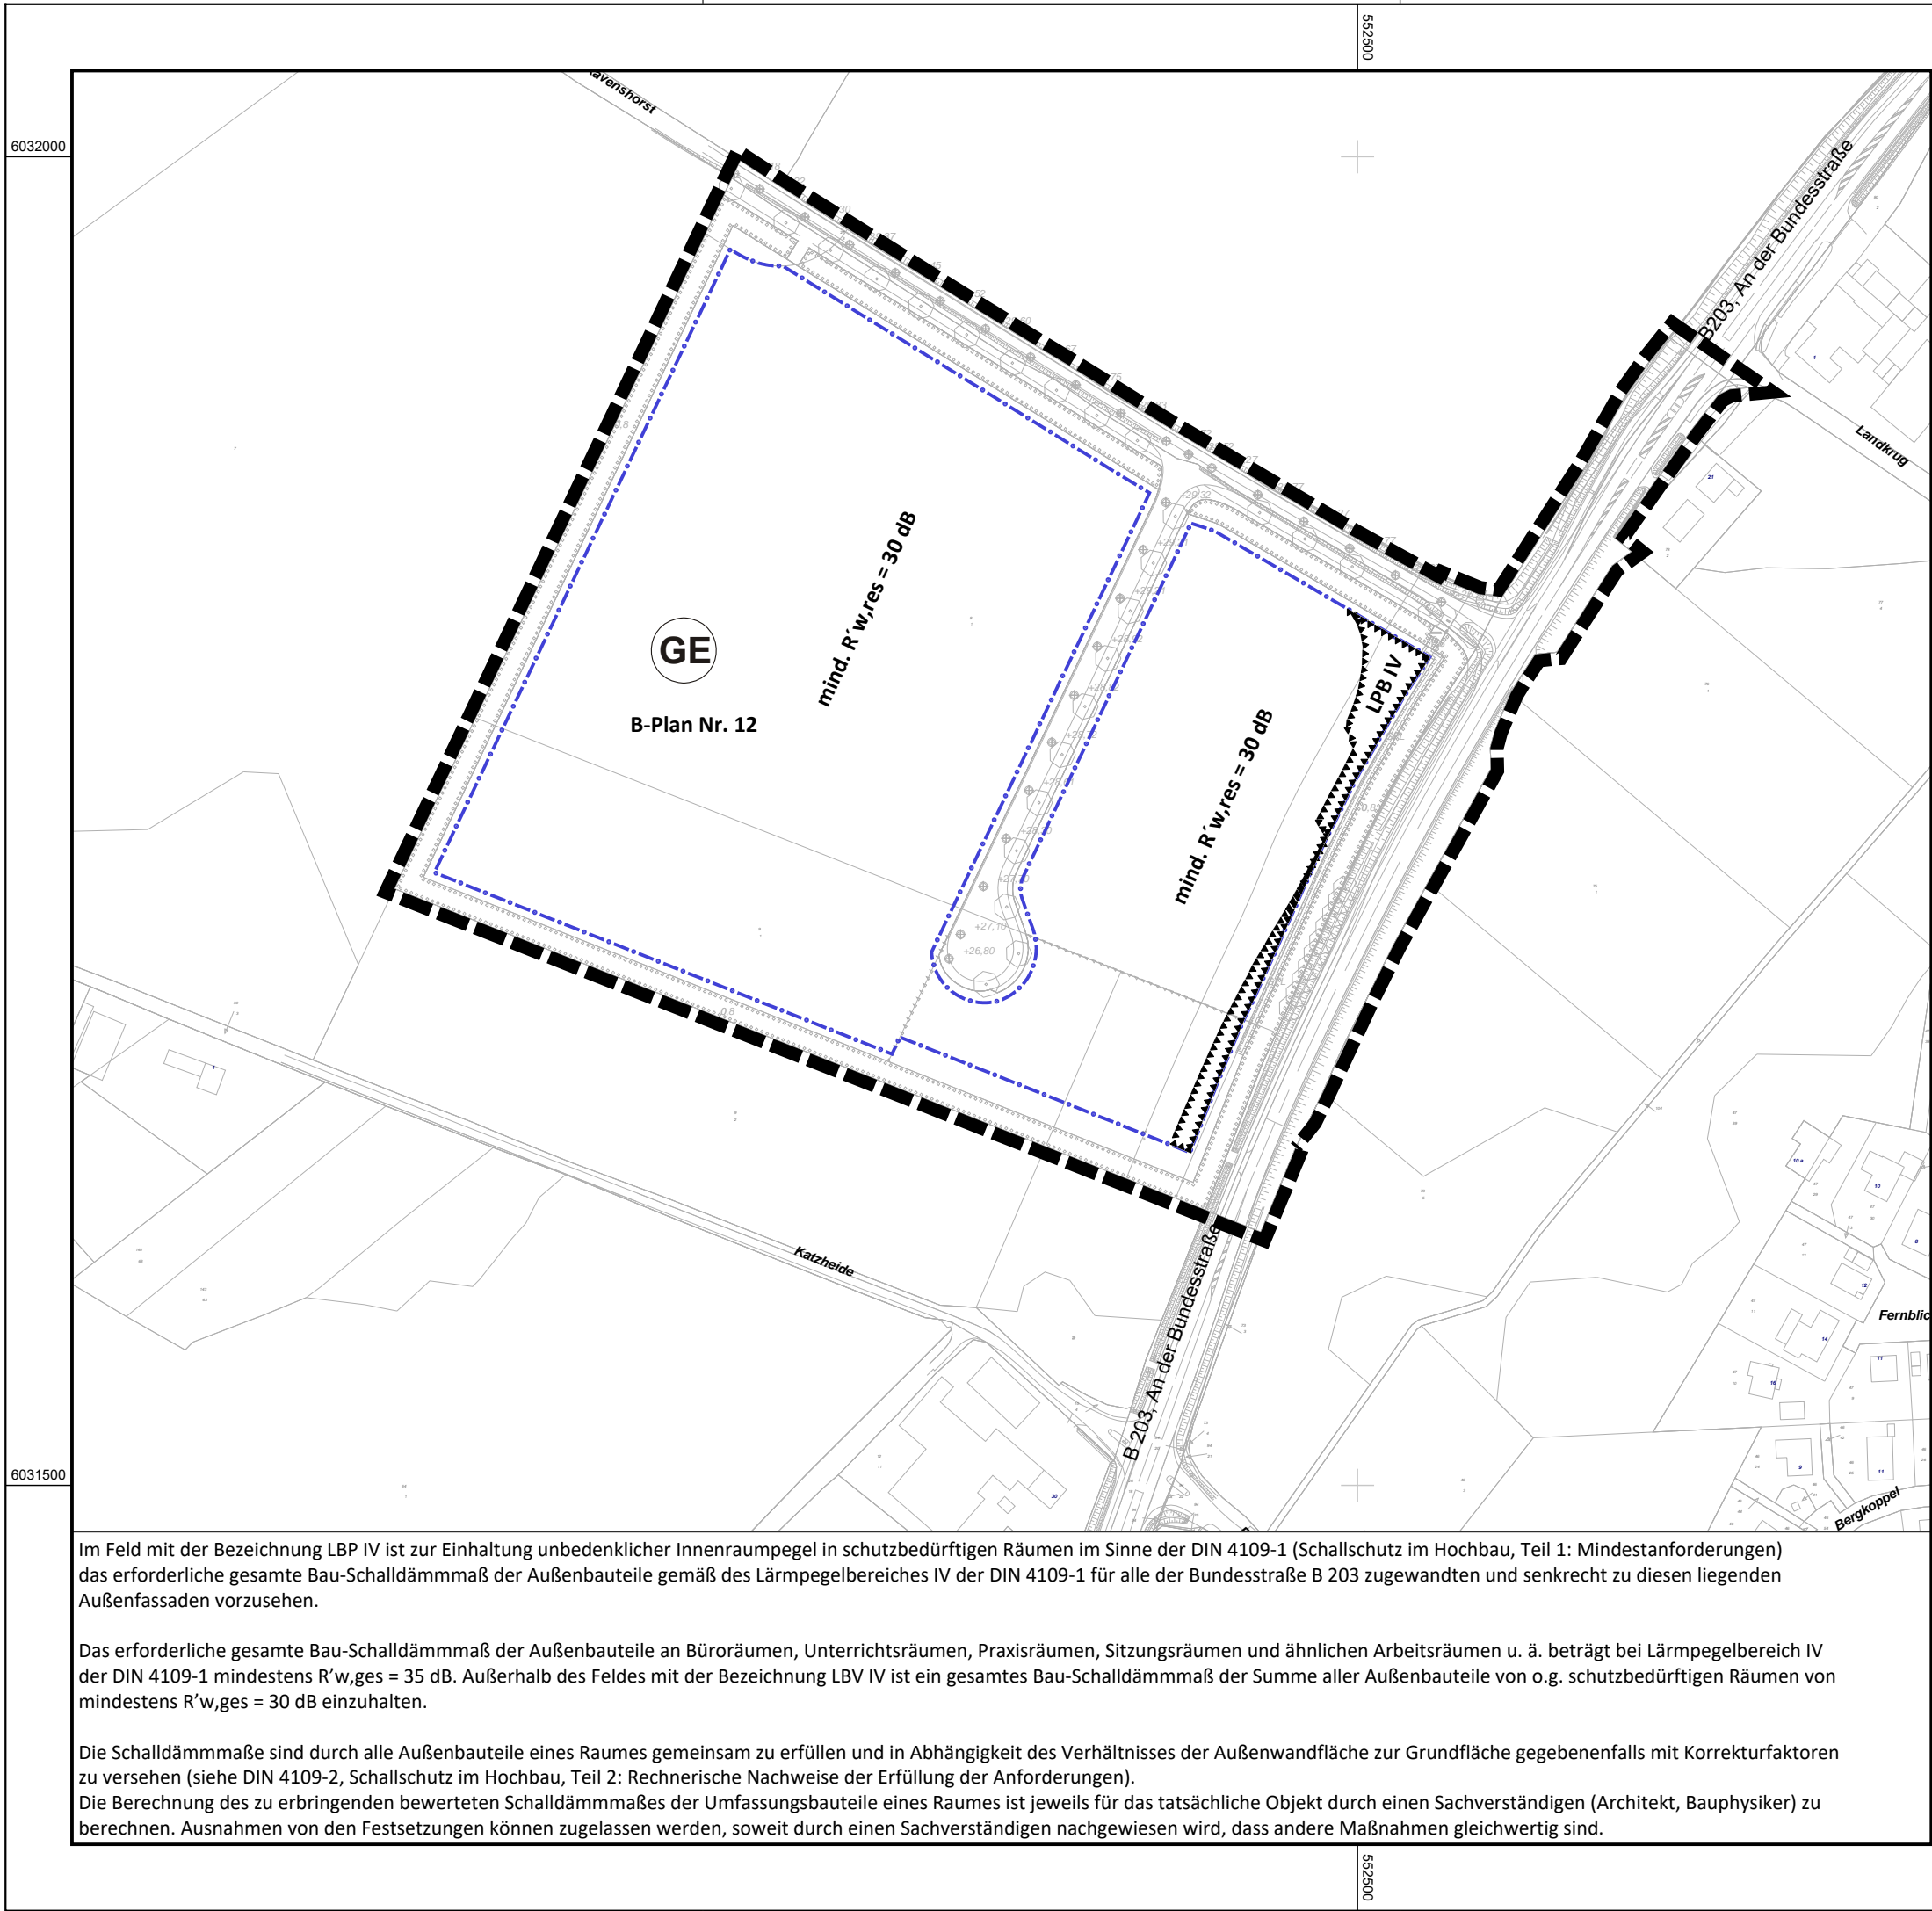 552500
6032000
B203, An der Bundesstraße
Landkrug
mind. R´w,res = 30 dB
GE
B-Plan Nr. 12
LPB IV
mind. R´w,res = 30 dB
+27,10
+26,80
Katzheide
B 203, An der Bundesstraße
Fernblic
Bergkoppel
6031500
Im Feld mit der Bezeichnung LBP IV ist zur Einhaltung unbedenklicher Innenraumpegel in schutzbedürftigen Räumen im Sinne der DIN 4109-1 (Schallschutz im Hochbau, Teil 1: Mindestanforderungen)
das erforderliche gesamte Bau-Schalldämmmaß der Außenbauteile gemäß des Lärmpegelbereiches IV der DIN 4109-1 für alle der Bundesstraße B 203 zugewandten und senkrecht zu diesen liegenden
Außenfassaden vorzusehen.
Das erforderliche gesamte Bau-Schalldämmmaß der Außenbauteile an Büroräumen, Unterrichtsräumen, Praxisräumen, Sitzungsräumen und ähnlichen Arbeitsräumen u. ä. beträgt bei Lärmpegelbereich IV
der DIN 4109-1 mindestens R’w,ges = 35 dB. Außerhalb des Feldes mit der Bezeichnung LBV IV ist ein gesamtes Bau-Schalldämmmaß der Summe aller Außenbauteile von o.g. schutzbedürftigen Räumen von
mindestens R’w,ges = 30 dB einzuhalten.
Die Schalldämmmaße sind durch alle Außenbauteile eines Raumes gemeinsam zu erfüllen und in Abhängigkeit des Verhältnisses der Außenwandfläche zur Grundfläche gegebenenfalls mit Korrekturfaktoren
zu versehen (siehe DIN 4109-2, Schallschutz im Hochbau, Teil 2: Rechnerische Nachweise der Erfüllung der Anforderungen).
Die Berechnung des zu erbringenden bewerteten Schalldämmmaßes der Umfassungsbauteile eines Raumes ist jeweils für das tatsächliche Objekt durch einen Sachverständigen (Architekt, Bauphysiker) zu
berechnen. Ausnahmen von den Festsetzungen können zugelassen werden, soweit durch einen Sachverständigen nachgewiesen wird, dass andere Maßnahmen gleichwertig sind.
552500